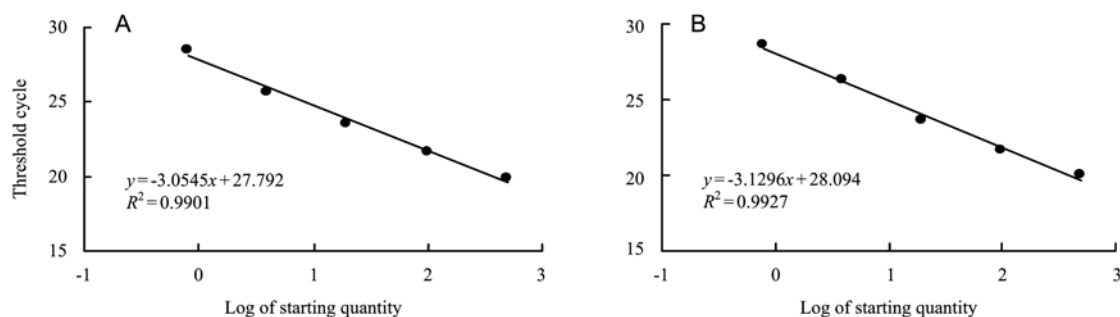 A
Threshold cycle
30
25
20
15
y=-3.0545x+27.792
R²=0.9901
-1 0 1 2 3
Log of starting quantity
B
30
25
20
15
y=-3.1296x+28.094
R²=0.9927
-1 0 1 2 3
Log of starting quantity